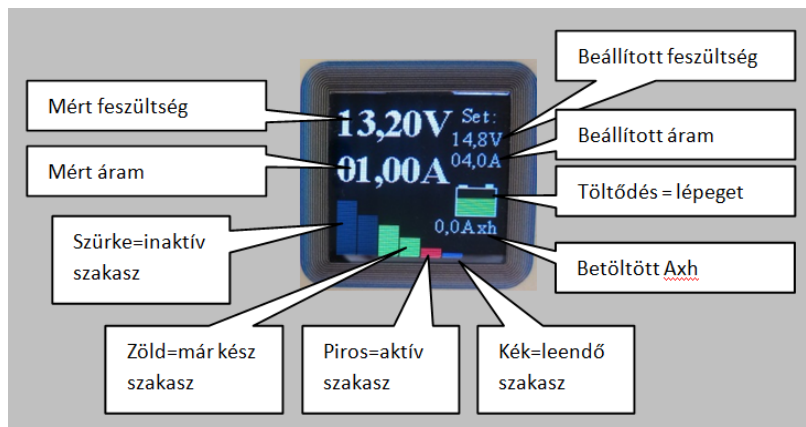 Beállított feszültség
Mért feszültség
13,20V
Set:
14,8V
Beállított áram
Mért áram
01,00A
04,0A
Töltődés = lépeget
0,0Axh
Szürke=inaktív
szakasz
Betöltött Axh
Zöld=már kész
szakasz
Piros=aktív
szakasz
Kék=leendő
szakasz